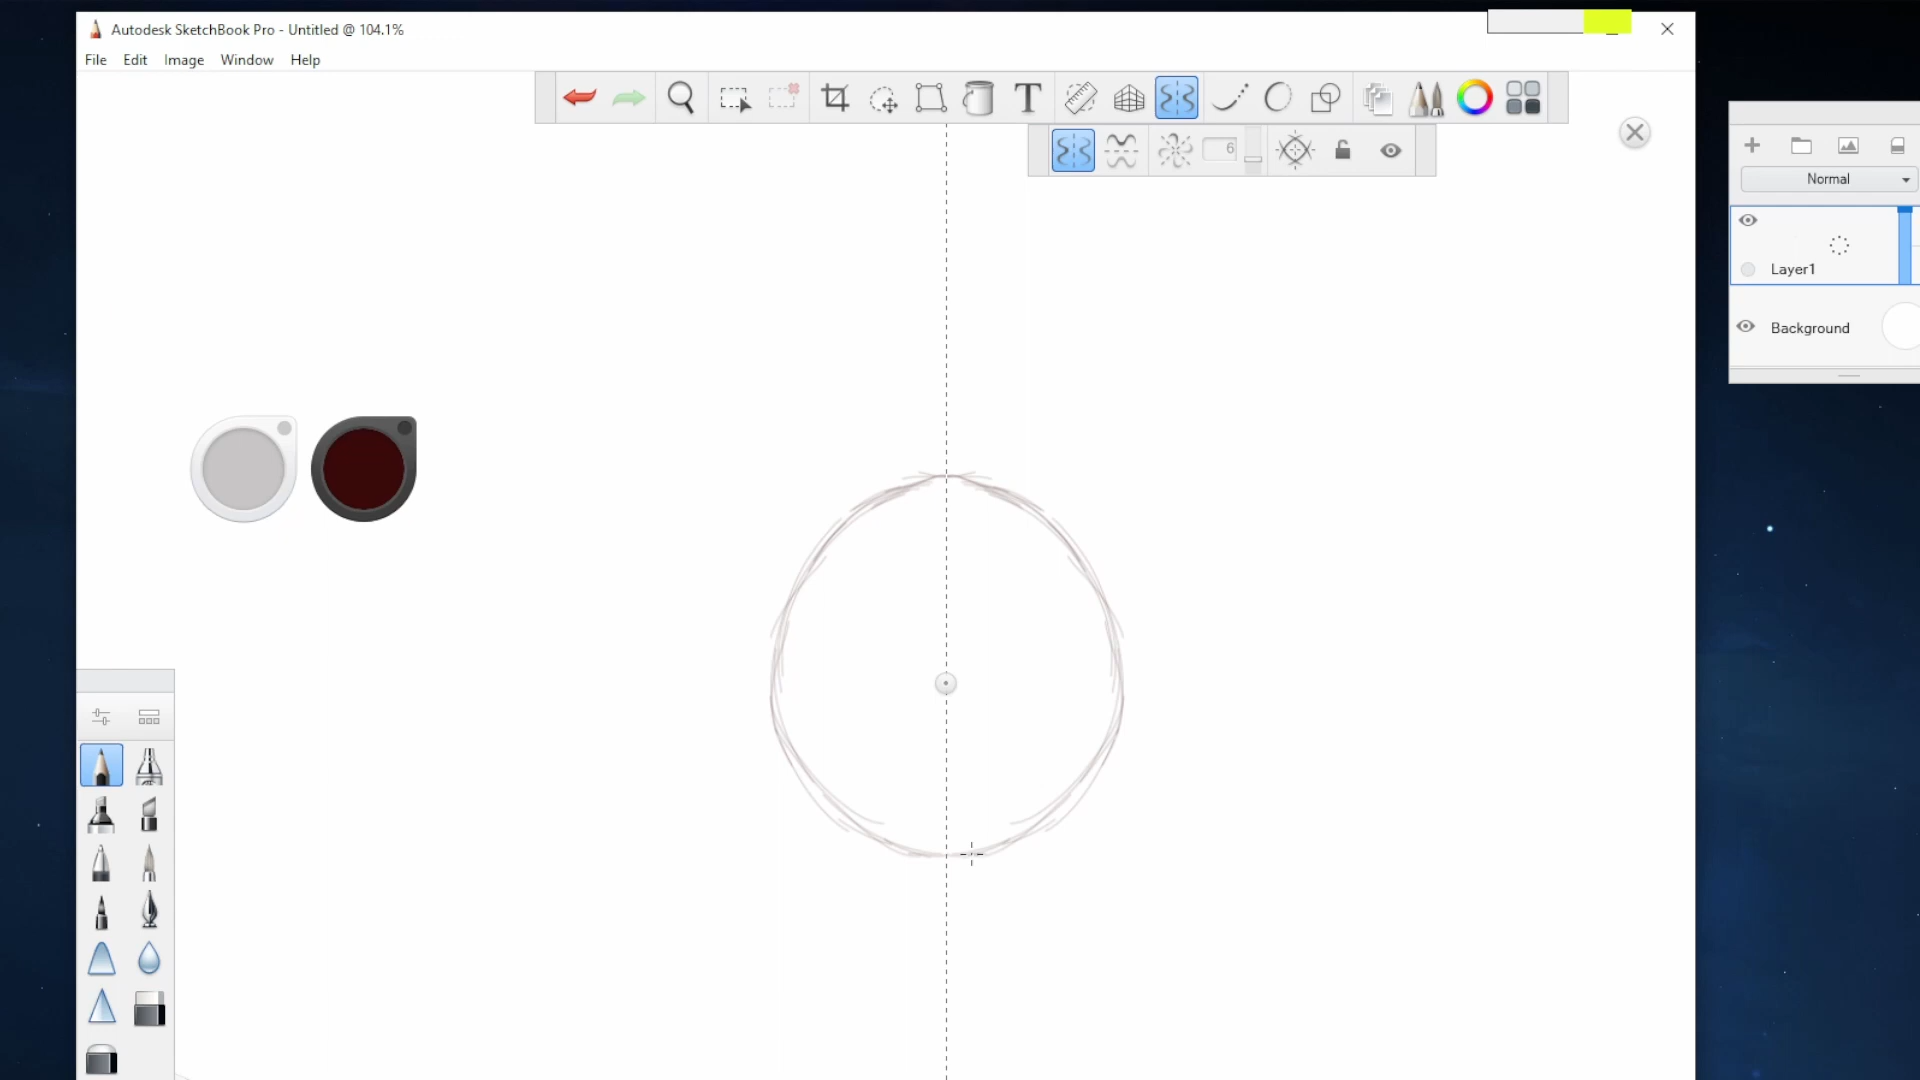 Autodesk SketchBook Pro - Untitled @ 104.1%
File Edit Image Window Help
T
6
Normal
Layer1
Background